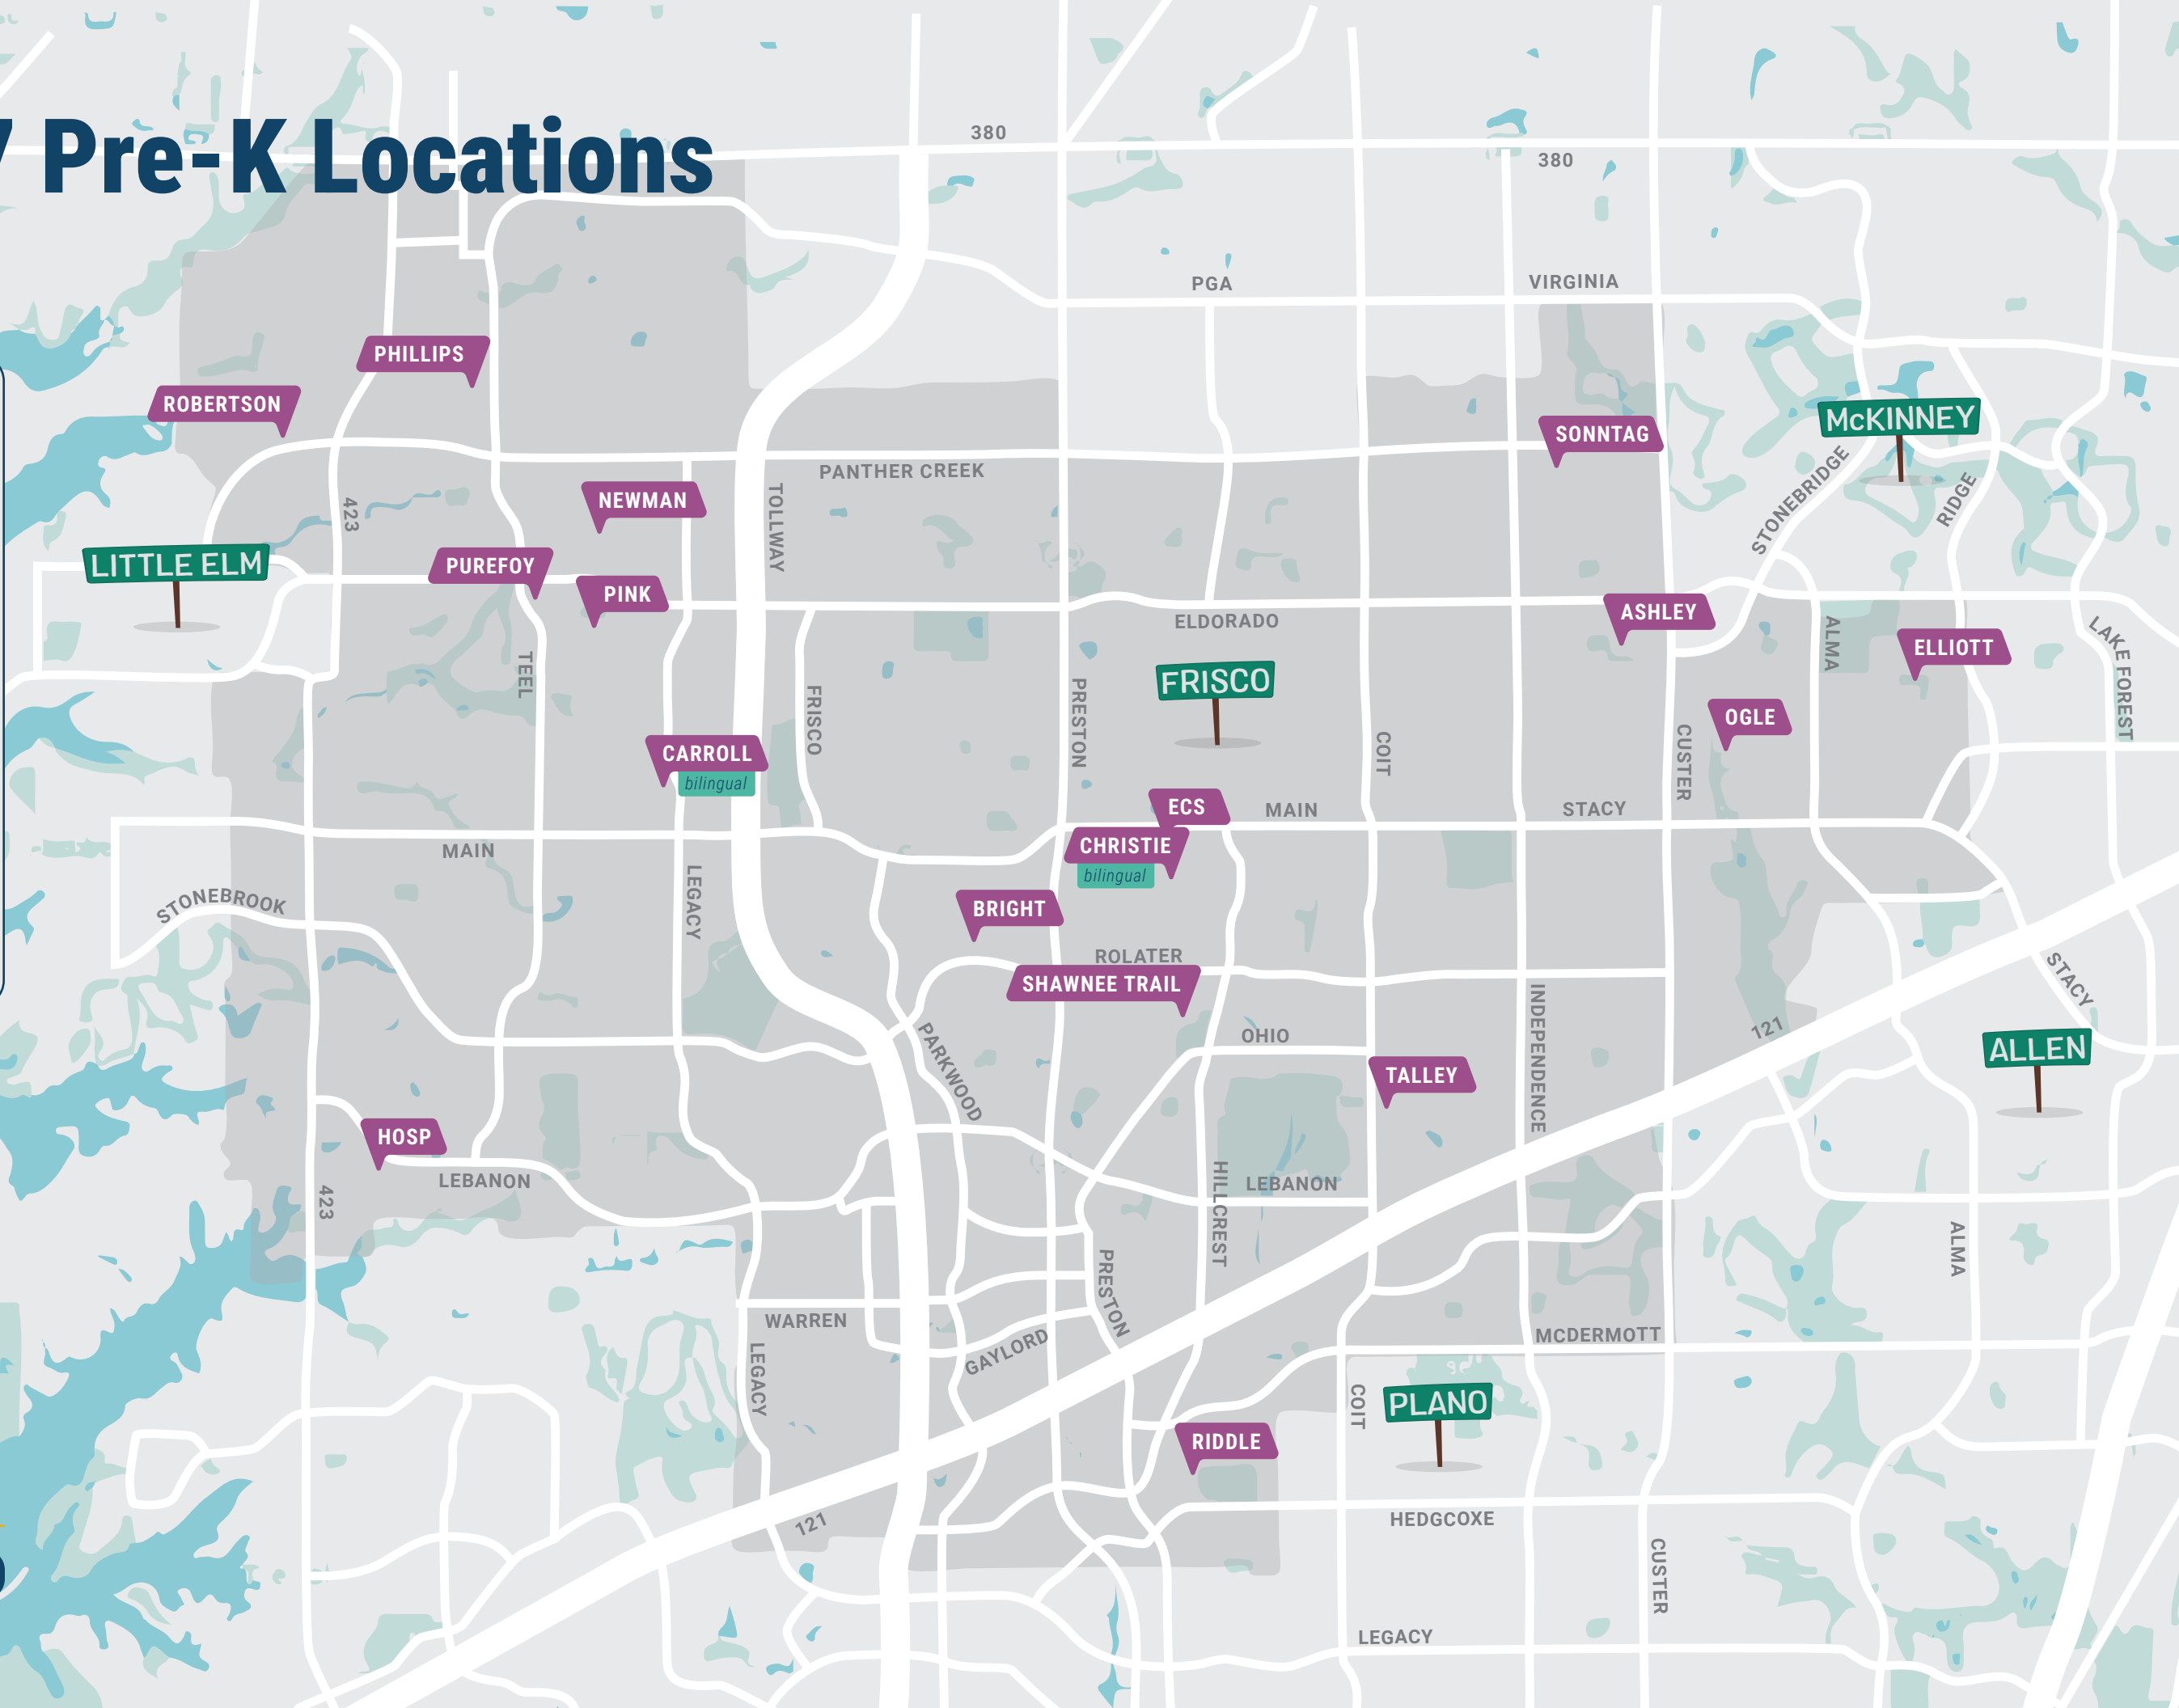 Pre-K Locations
380
380
PGA
VIRGINIA
PHILLIPS
ROBERTSON
McKINNEY
SONNTAG
PANTHER CREEK
STONEBRIDGE
RIDGE
NEWMAN
423
TOLLWAY
LITTLE ELM
PUREFOY
PINK
ASHLEY
ELDORADO
ALMA
ELLIOTT
LAKE FOREST
TEEL
FRISCO
PRESTON
FRISCO
OGLE
COIT
CUSTER
CARROLL
bilingual
ECS
MAIN
STACY
MAIN
CHRISTIE
bilingual
STONEBROOK
LEGACY
BRIGHT
ROLATER
SHAWNEE TRAIL
STACY
INDEPENDENCE
121
OHIO
PARKWOOD
ALLEN
TALLEY
HOSP
LEBANON
423
HILLCREST
LEBANON
ALMA
PRESTON
WARREN
GAYLORD
MCDERMOTT
LEGACY
COIT
PLANO
RIDDLE
121
HEDGCOXE
CUSTER
LEGACY